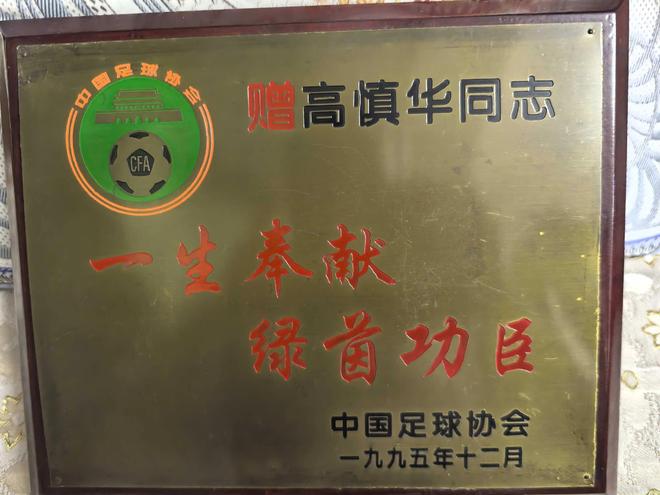 中国足球协会
CFA
赠高慎华同志
一生奉献
绿茵功臣
中国足球协会
一九九五年十二月